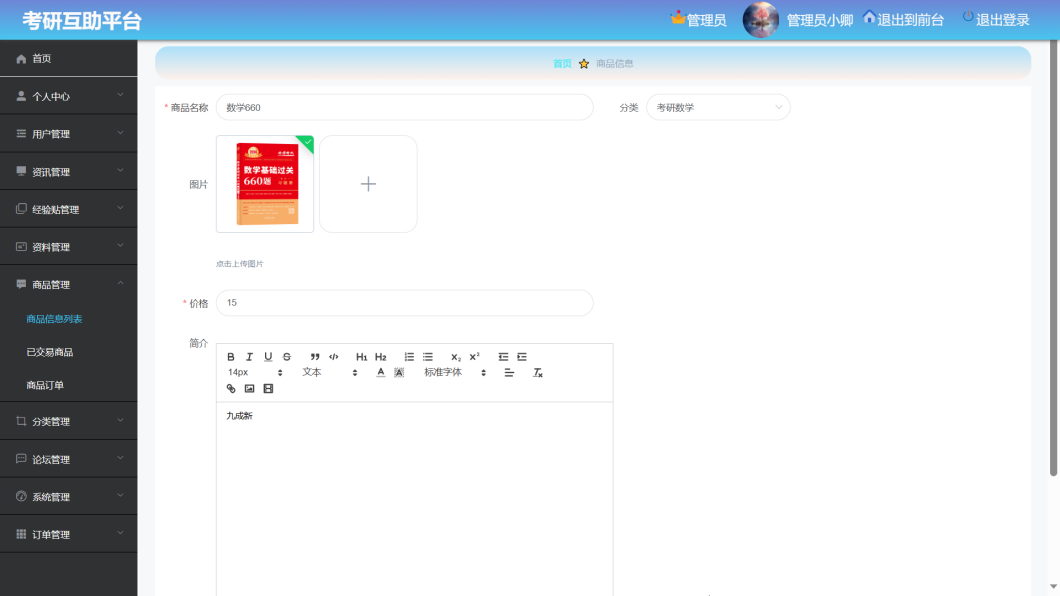 考研互助平台
管理员 管理员小卿 退出到前台 退出登录
首页
个人中心
用户管理
资讯管理
经验贴管理
资料管理
商品管理
商品信息列表
已交易商品
商品订单
分类管理
论坛管理
系统管理
订单管理
首页 商品信息
* 商品名称 数学660 分类 考研数学
图片
数学基础过关
660题
点击上传图片
* 价格 15
简介
B I U S H1 H2 X2 X2
14px 文本 A A 标准字体 Tx
九成新